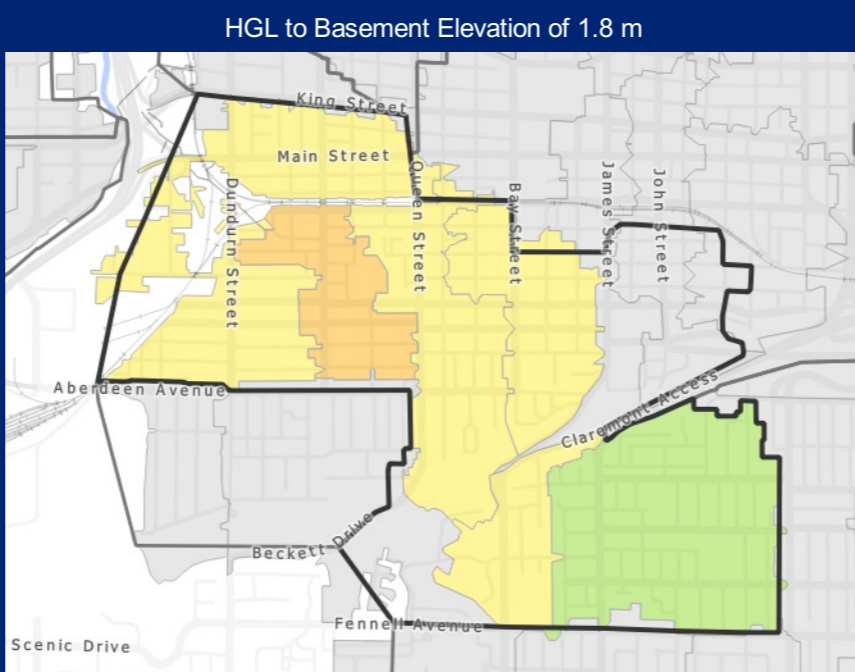 HGL to Basement Elevation of 1.8 m
King Street
Main Street
Queen Street
Dundurn Street
Bay Street
James Street
John Street
Aberdeen Avenue
Claremont Access
Beckett Drive
Fennell Avenue
Scenic Drive